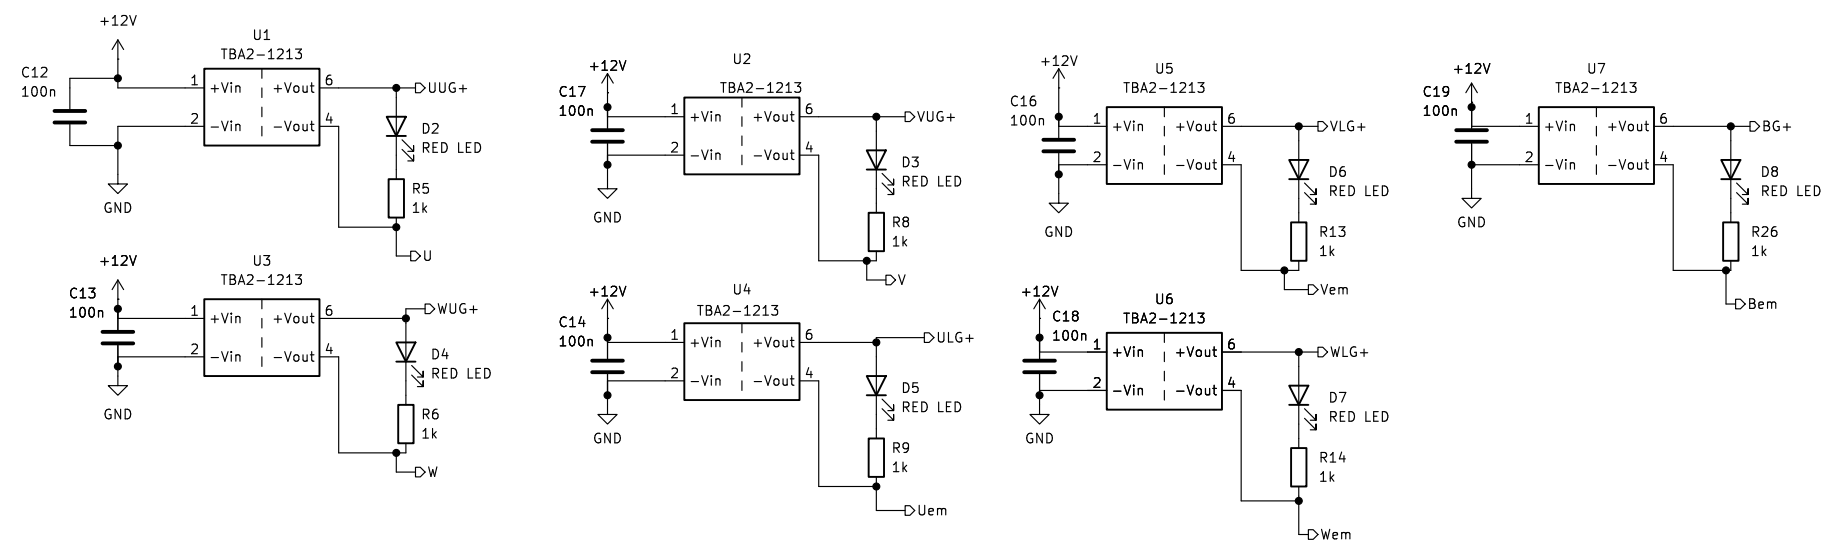 +12V
U1
TBA2-1213
C12
100n
1
+Vin
+Vout
6
UUG+
2
-Vin
-Vout
4
D2
RED LED
R5
1k
GND
U
+12V
U3
TBA2-1213
C13
100n
1
+Vin
+Vout
6
WUG+
2
-Vin
-Vout
4
D4
RED LED
GND
R6
1k
W
U2
+12V
TBA2-1213
C17
100n
1
+Vin
+Vout
6
VUG+
2
-Vin
-Vout
4
D3
RED LED
GND
R8
1k
V
+12V
U4
TBA2-1213
C14
100n
1
+Vin
+Vout
6
ULG+
2
-Vin
-Vout
4
D5
RED LED
GND
R9
1k
Uem
+12V
U5
TBA2-1213
C16
100n
1
+Vin
+Vout
6
VLG+
2
-Vin
-Vout
4
D6
RED LED
GND
R13
1k
Vem
+12V
U6
TBA2-1213
C18
100n
1
+Vin
+Vout
6
WLG+
2
-Vin
-Vout
4
D7
RED LED
GND
R14
1k
Wem
+12V
U7
TBA2-1213
C19
100n
1
+Vin
+Vout
6
BG+
2
-Vin
-Vout
4
D8
RED LED
GND
R26
1k
Bem